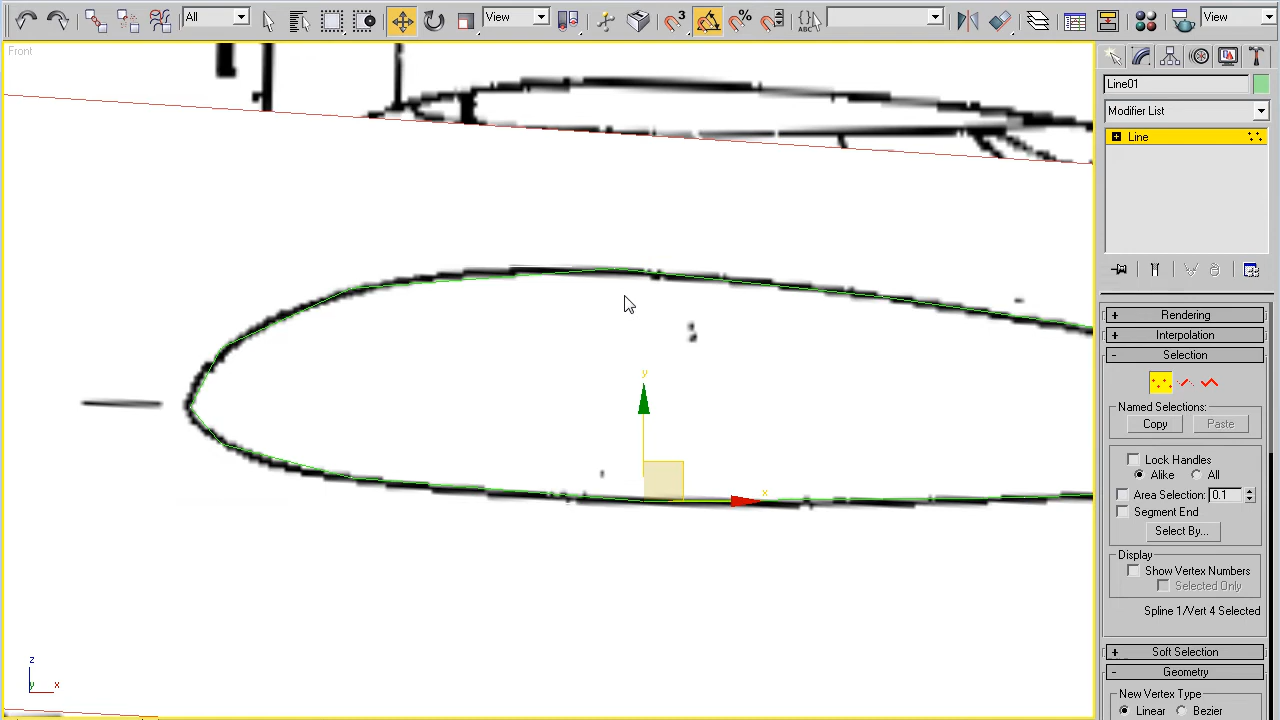 All
View
3
%
ABC
View
Front
Line01
Modifier List
Line
Rendering
Interpolation
Selection
Named Selections:
Copy
Paste
Lock Handles
Alike
All
Area Selection:
0.1
Segment End
Select By...
Display
Show Vertex Numbers
Selected Only
Spline 1/Vert 4 Selected
Soft Selection
Geometry
New Vertex Type
Linear
Bezier
y
x
z
y
x